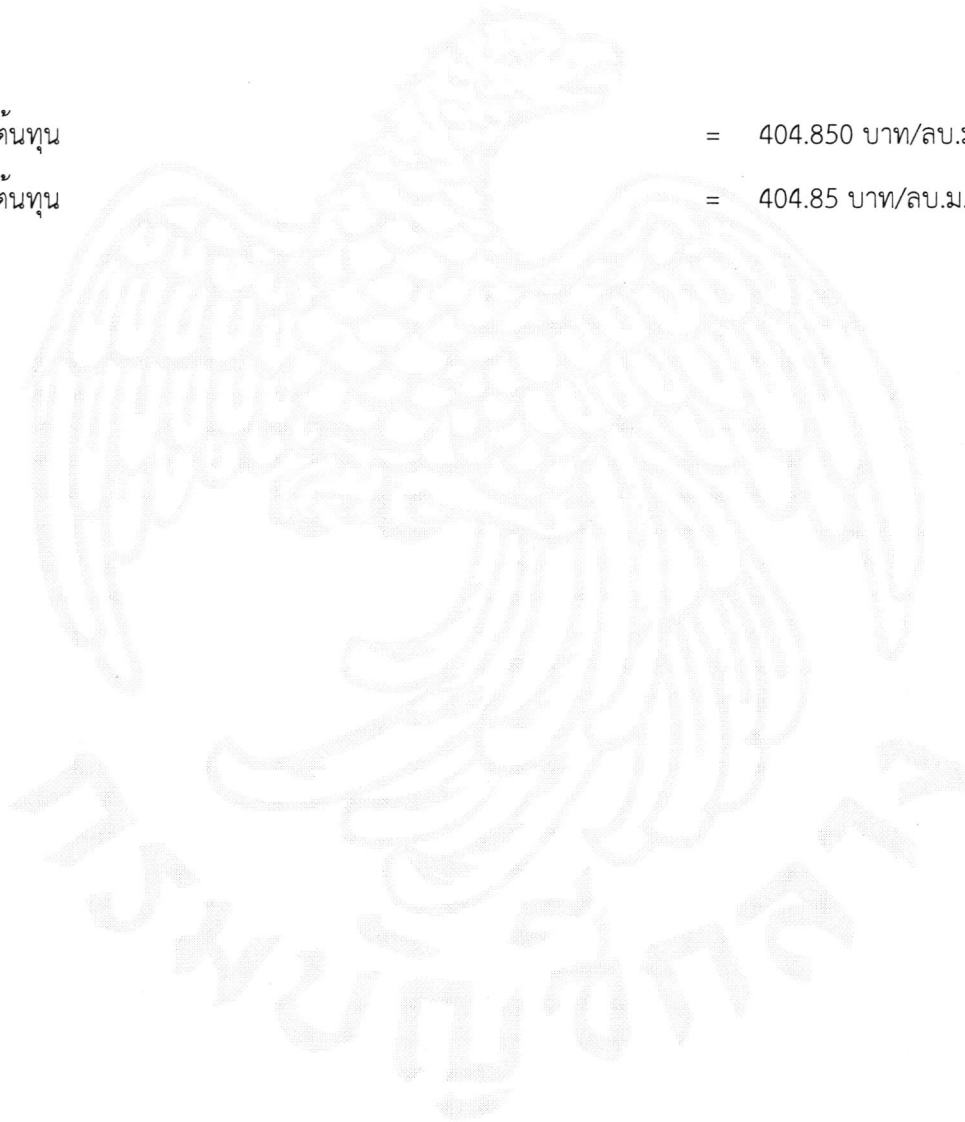 ต้นทุน = 404.850 บาท/ลบ.ม
ต้นทุน = 404.85 บาท/ลบ.ม.
กรมบัญชีกลาง